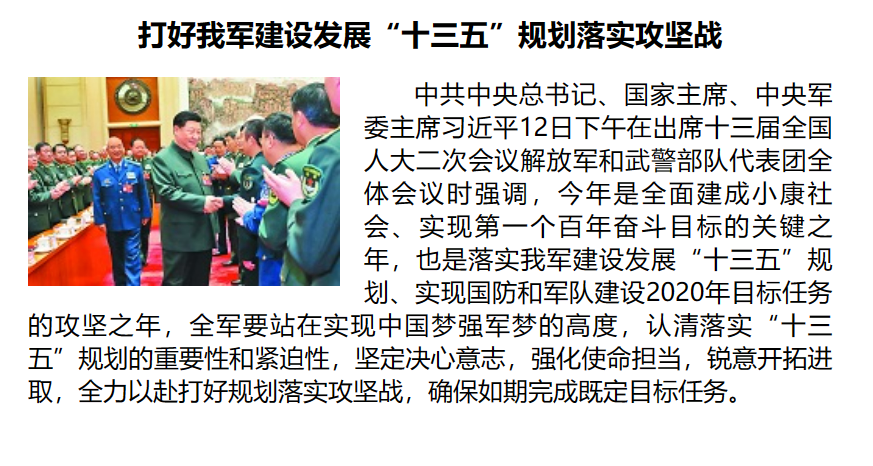 打好我军建设发展“十三五”规划落实攻坚战
中共中央总书记、国家主席、中央军
委主席习近平12日下午在出席十三届全国
人大二次会议解放军和武警部队代表团全
体会议时强调，今年是全面建成小康社
会、实现第一个百年奋斗目标的关键之
年，也是落实我军建设发展“十三五”规
划、实现国防和军队建设2020年目标任务
的攻坚之年，全军要站在实现中国梦强军梦的高度，认清落实“十三
五”规划的重要性和紧迫性，坚定决心意志，强化使命担当，锐意开拓进
取，全力以赴打好规划落实攻坚战，确保如期完成既定目标任务。